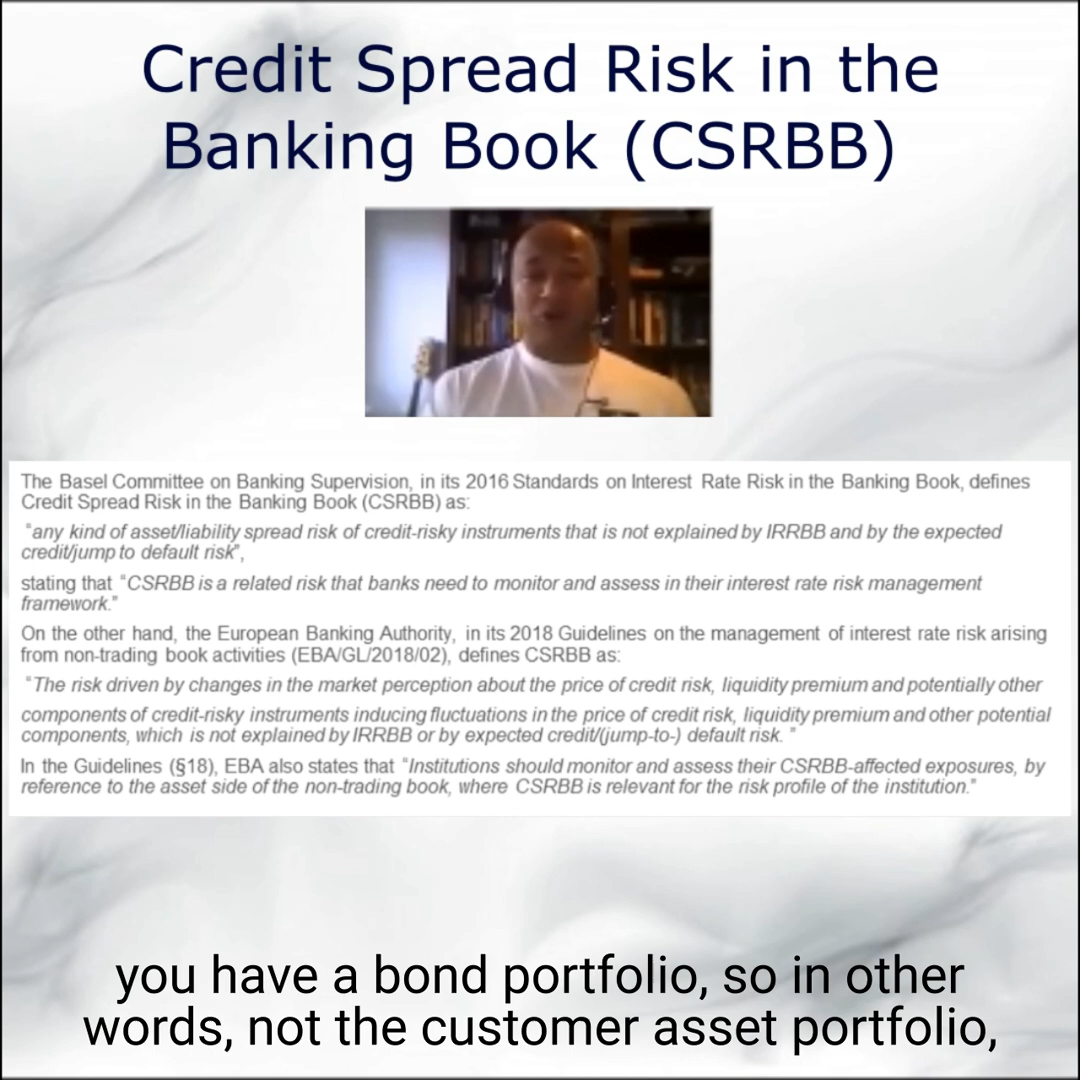 Credit Spread Risk in the
Banking Book (CSRBB)
The Basel Committee on Banking Supervision, in its 2016 Standards on Interest Rate Risk in the Banking Book, defines
Credit Spread Risk in the Banking Book (CSRBB) as:
"any kind of asset/liability spread risk of credit-risky instruments that is not explained by IRRBB and by the expected
credit/jump to default risk",
stating that "CSRBB is a related risk that banks need to monitor and assess in their interest rate risk management
framework."
On the other hand, the European Banking Authority, in its 2018 Guidelines on the management of interest rate risk arising
from non-trading book activities (EBA/GL/2018/02), defines CSRBB as:
"The risk driven by changes in the market perception about the price of credit risk, liquidity premium and potentially other
components of credit-risky instruments inducing fluctuations in the price of credit risk, liquidity premium and other potential
components, which is not explained by IRRBB or by expected credit/(jump-to-) default risk. "
In the Guidelines (§18), EBA also states that "Institutions should monitor and assess their CSRBB-affected exposures, by
reference to the asset side of the non-trading book, where CSRBB is relevant for the risk profile of the institution."
you have a bond portfolio, so in other
words, not the customer asset portfolio,